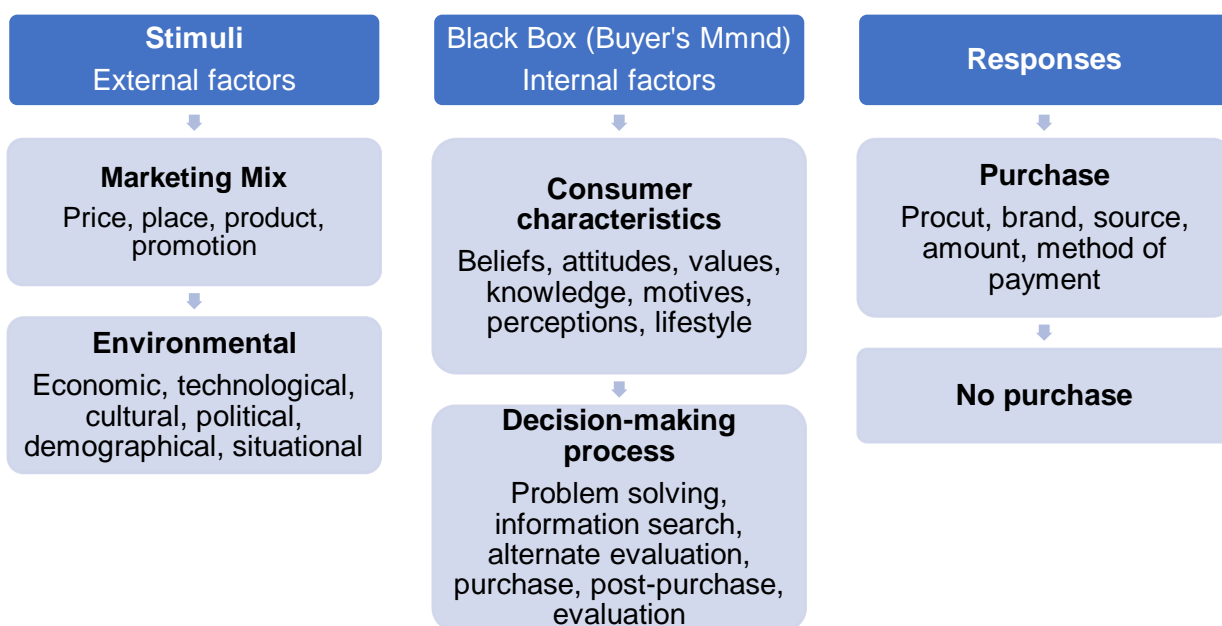 Stimuli
External factors
Marketing Mix
Price, place, product,
promotion
Environmental
Economic, technological,
cultural, political,
demographical, situational
Black Box (Buyer's Mmnd)
Internal factors
Consumer
characteristics
Beliefs, attitudes, values,
knowledge, motives,
perceptions, lifestyle
Decision-making
process
Problem solving,
information search,
alternate evaluation,
purchase, post-purchase,
evaluation
Responses
Purchase
Procut, brand, source,
amount, method of
payment
No purchase